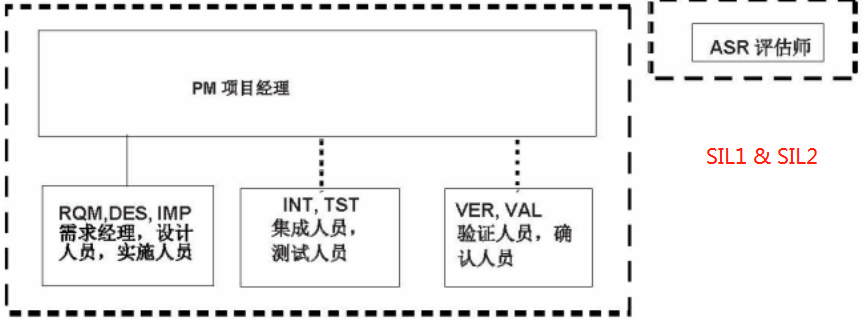 PM 项目经理
ASR 评估师
SIL1 & SIL2
RQM,DES, IMP
需求经理，设计
人员，实施人员
INT, TST
集成人员，
测试人员
VER, VAL
验证人员，确
认人员